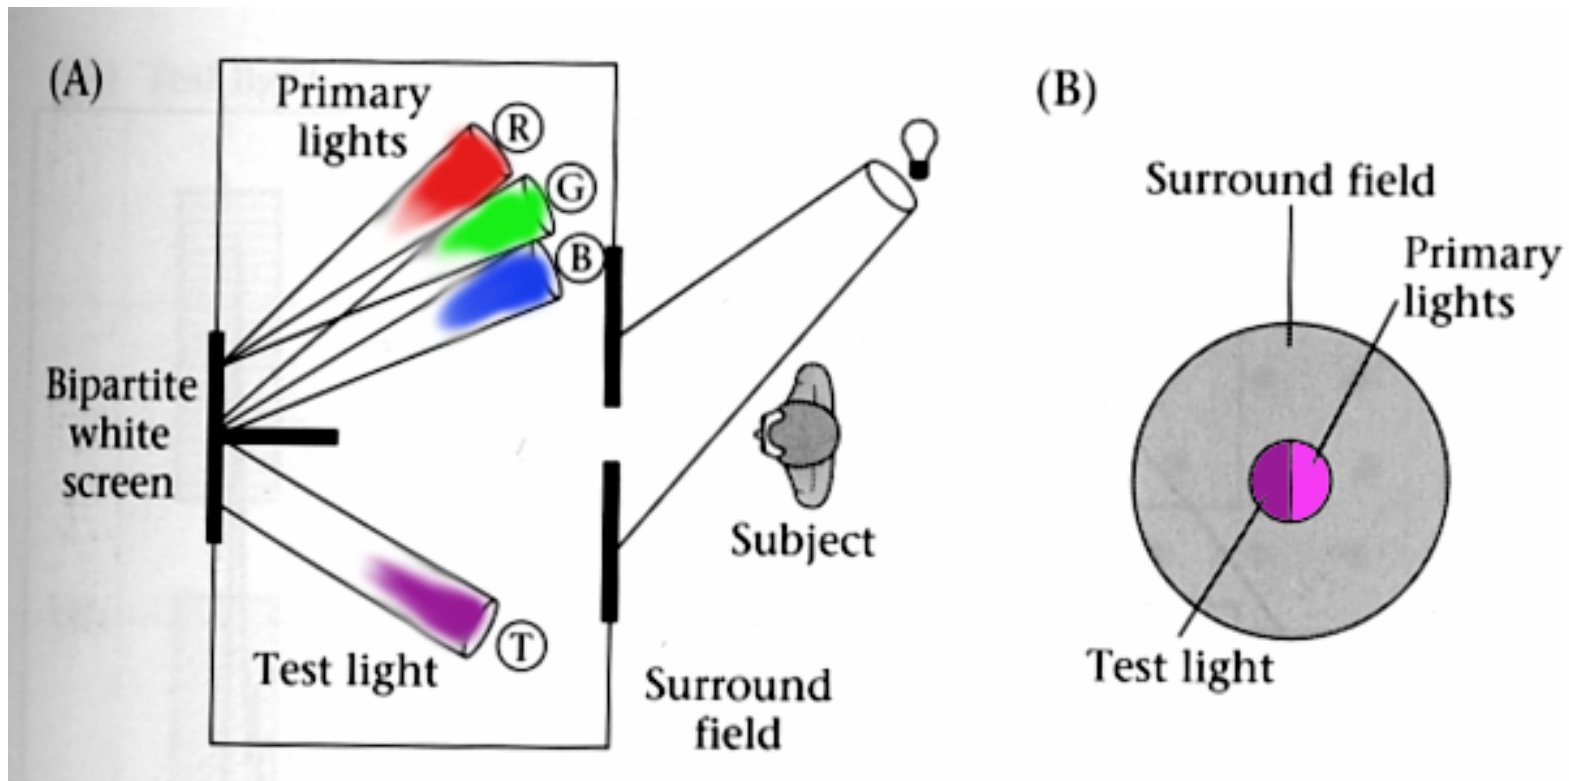 (A)
Primary
lights
R
G
B
Bipartite
white
screen
Test light
T
Subject
Surround
field
(B)
Surround field
Primary
lights
Test light